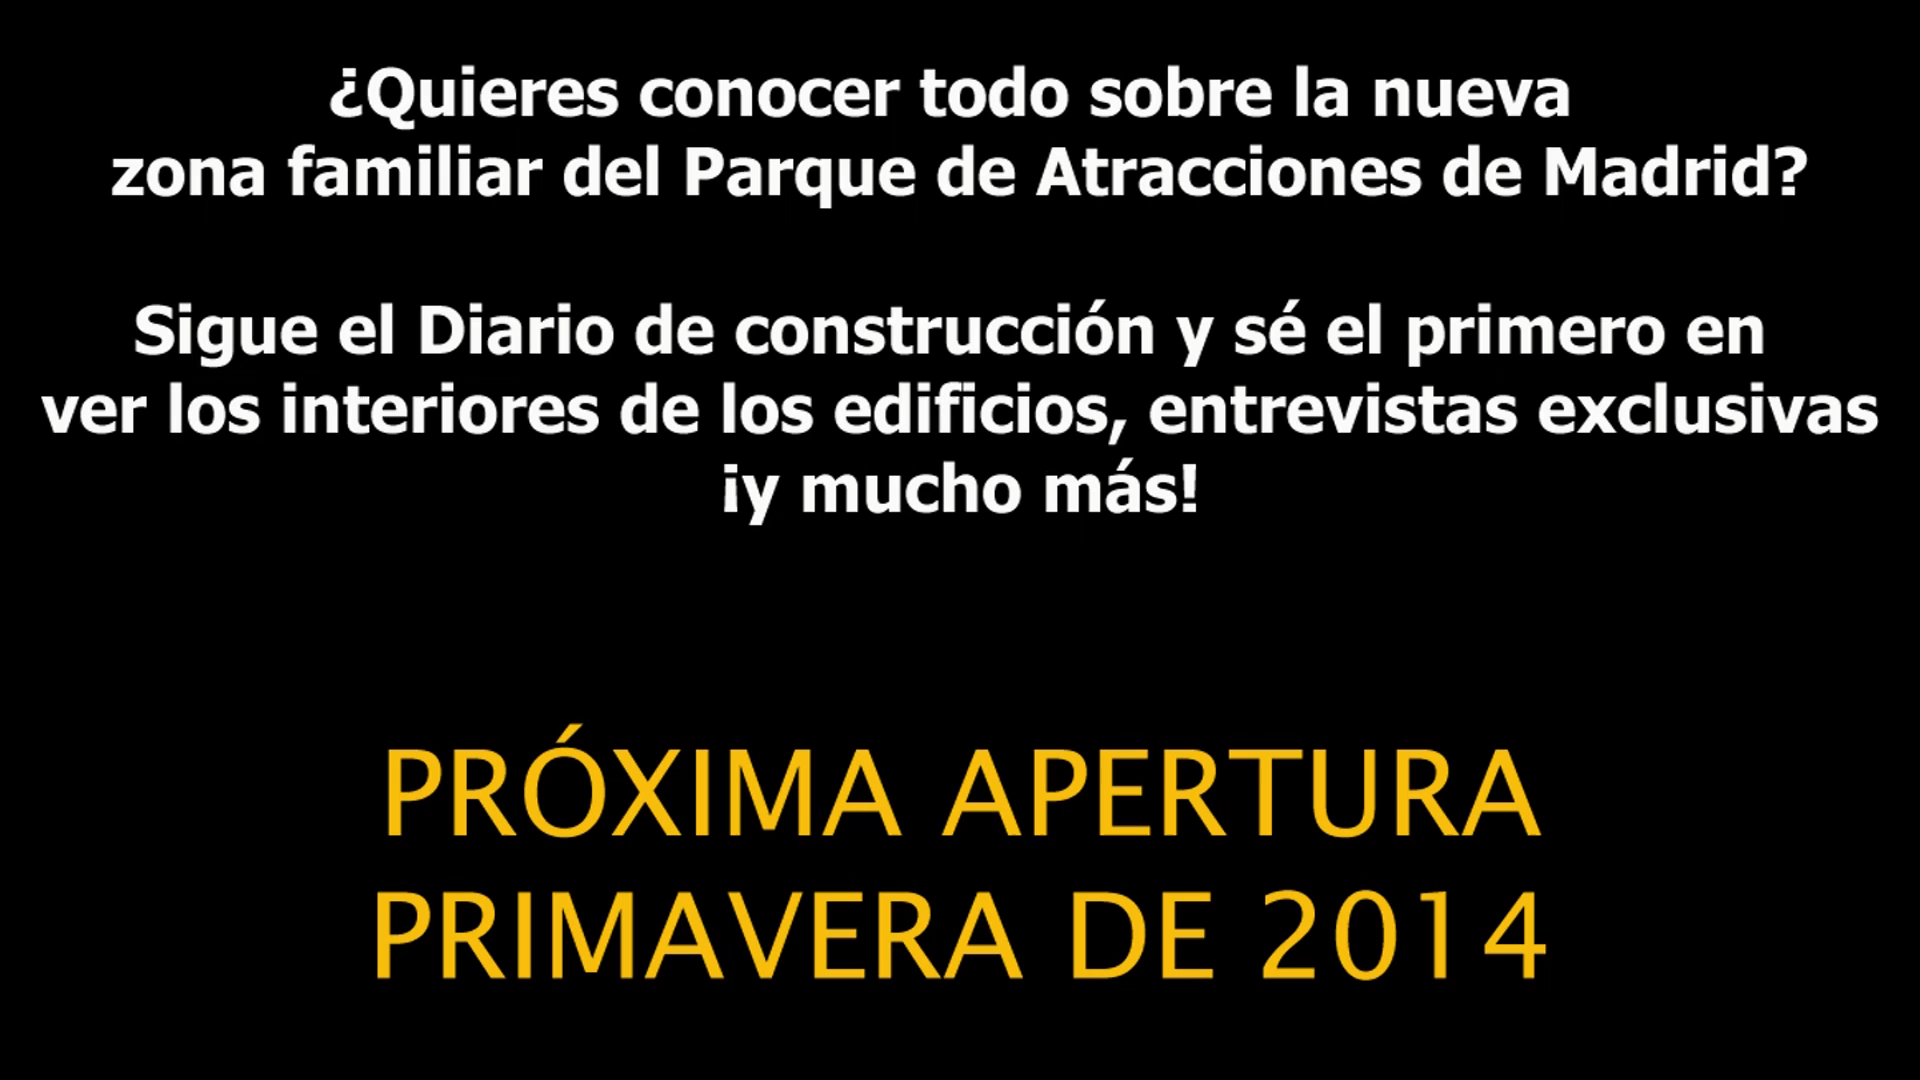 ¿Quieres conocer todo sobre la nueva
zona familiar del Parque de Atracciones de Madrid?
Sigue el Diario de construcción y sé el primero en
ver los interiores de los edificios, entrevistas exclusivas
¡y mucho más!
PRÓXIMA APERTURA
PRIMAVERA DE 2014